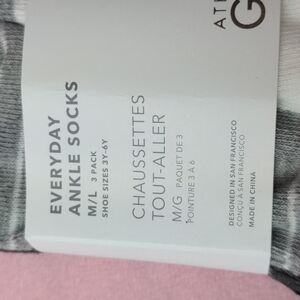 ATH
G
EVERYDAY
ANKLE SOCKS
M/L 3 PACK
SHOE SIZES 3Y-6Y
CHAUSSETTES
TOUT-ALLER
M/G PAQUET DE 3
POINTURE 3 À 6
DESIGNED IN SAN FRANCISCO
CONÇU À SAN FRANCISCO
MADE IN CHINA